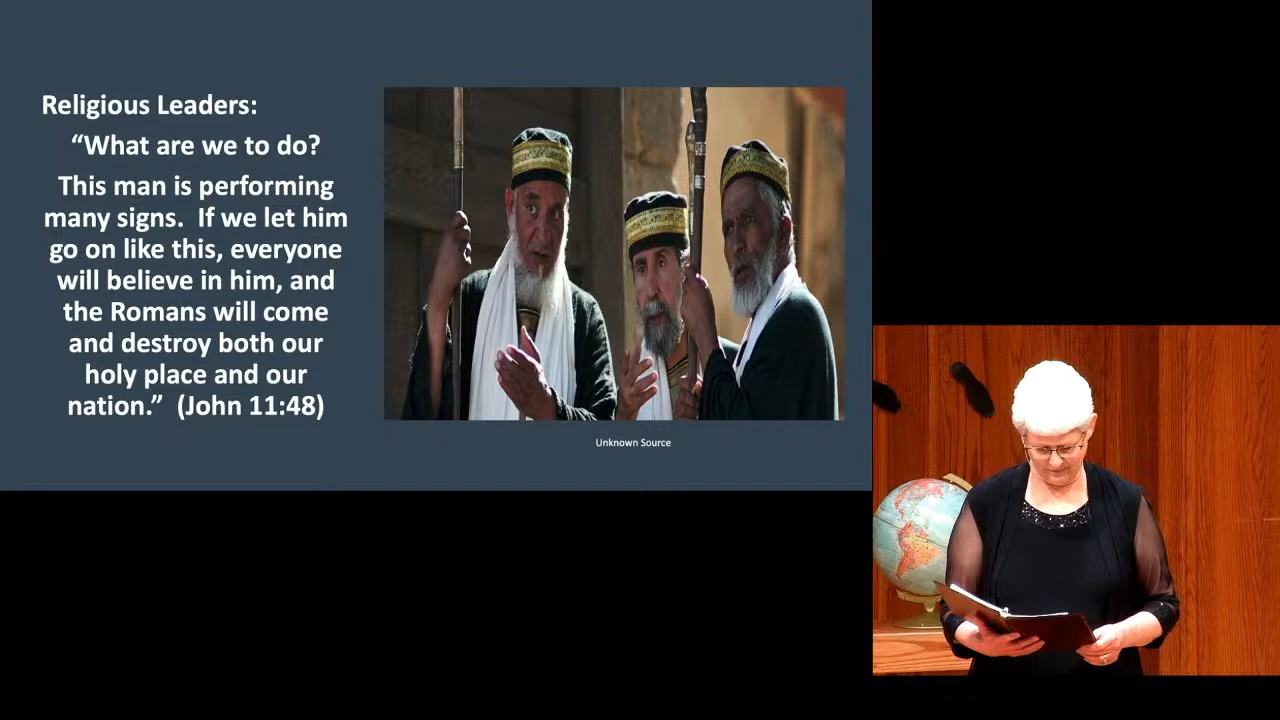 Religious Leaders:
“What are we to do?
This man is performing
many signs.  If we let him
go on like this, everyone
will believe in him, and
the Romans will come
and destroy both our
holy place and our
nation.”  (John 11:48)
Unknown Source